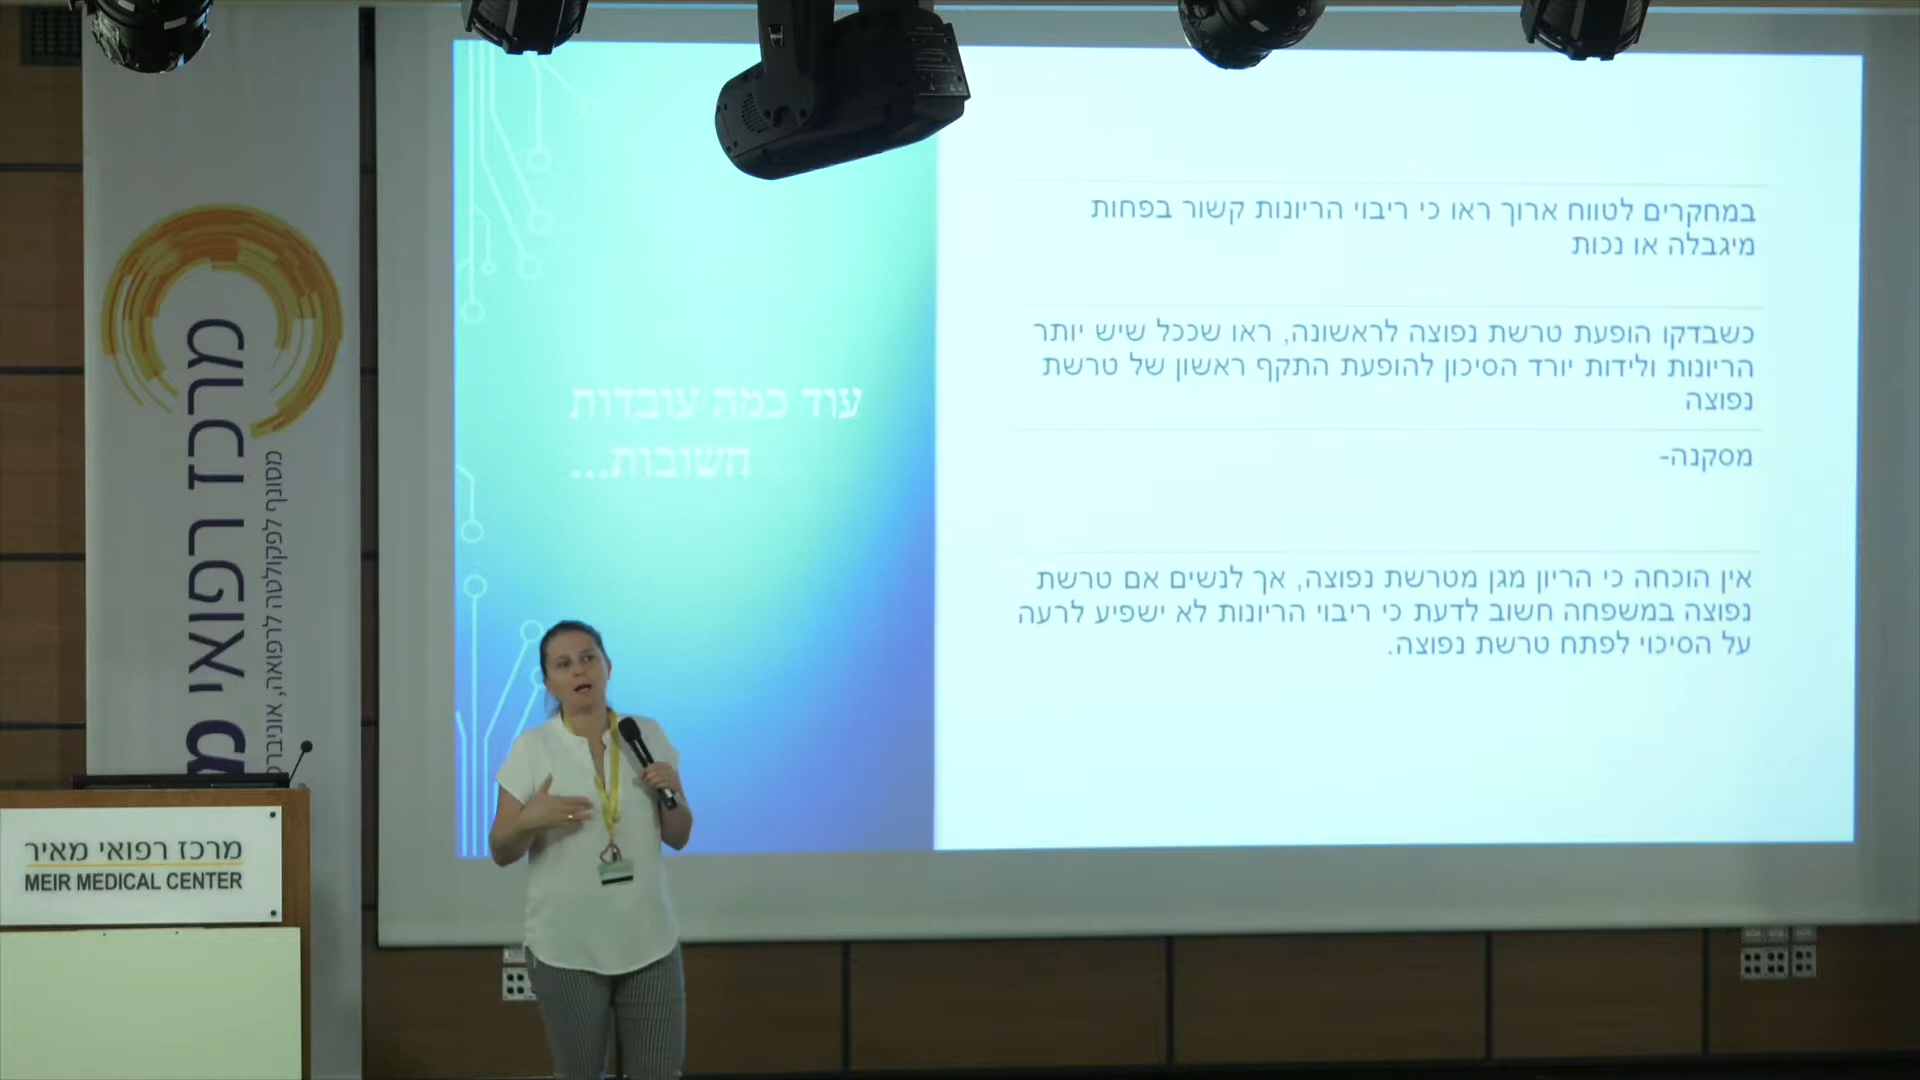 עוד כמה עובדות
חשובות...
במחקרים לטווח ארוך ראו כי ריבוי הריונות קשור בפחות
מיגבלה או נכות
כשבדקו הופעת טרשת נפוצה לראשונה, ראו שככל שיש יותר
הריונות ולידות יורד הסיכון להופעת התקף ראשון של טרשת
נפוצה
מסקנה-
אין הוכחה כי הריון מגן מטרשת נפוצה, אך לנשים אם טרשת
נפוצה במשפחה חשוב לדעת כי ריבוי הריונות לא ישפיע לרעה
על הסיכוי לפתח טרשת נפוצה.
מרכז רפואי מ
מסונף לפקולטה לרפואה, אוניברס
מרכז רפואי מאיר
MEIR MEDICAL CENTER